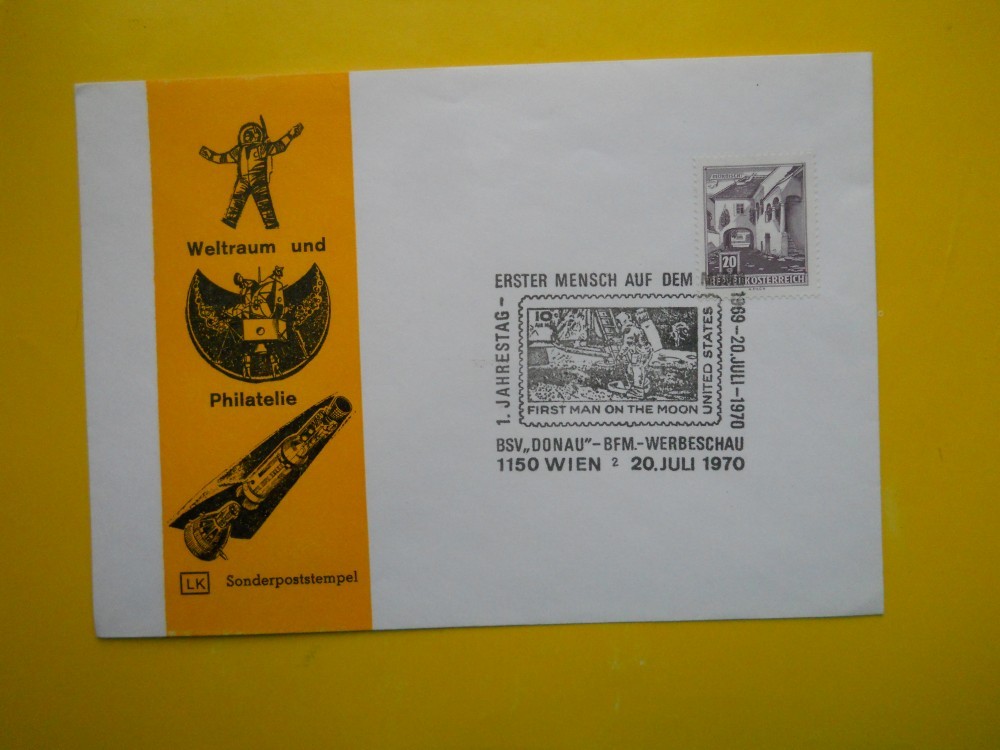 Weltraum und
Philatelie
LK Sonderpoststempel
20
REPUBLIK ÖSTERREICH
ERSTER MENSCH AUF DEM
1969-20.JULI-1970
1. JAHRESTAG-
10c
UNITED STATES
FIRST MAN ON THE MOON
BSV„DONAU"-BFM.-WERBESCHAU
1150 WIEN 2 20.JULI 1970